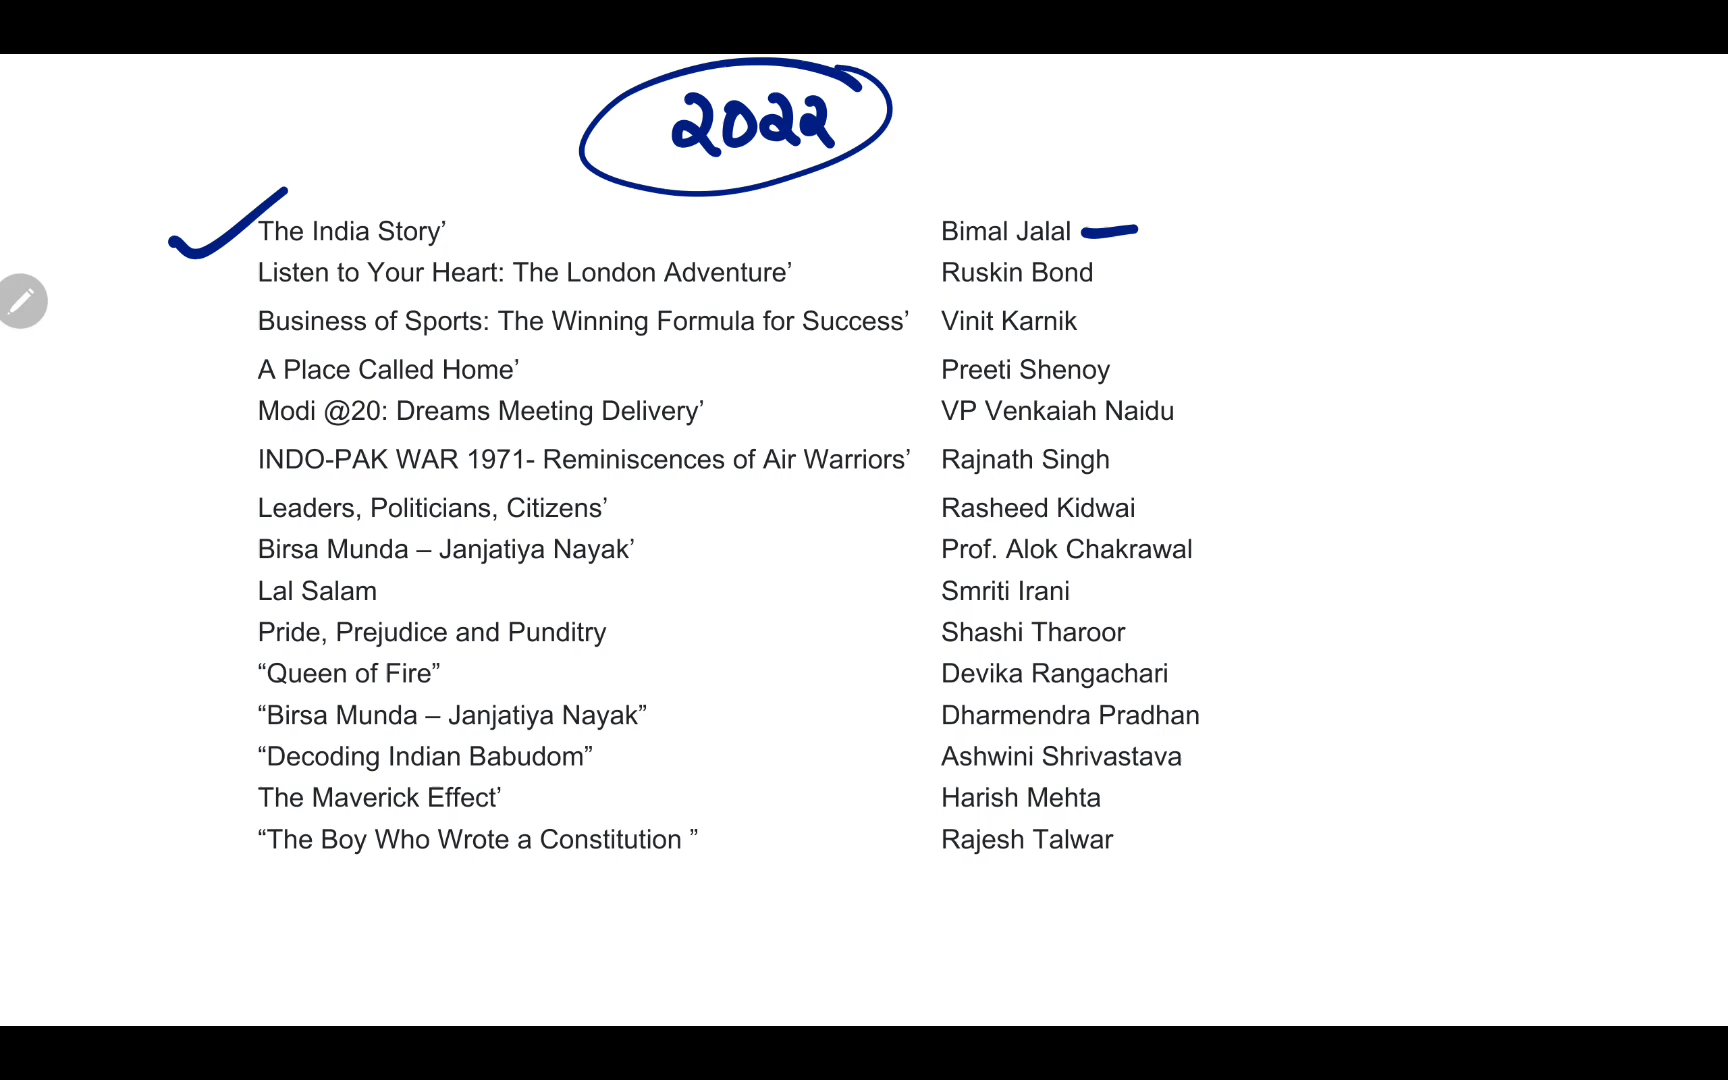 2022
The India Story’ Bimal Jalal
Listen to Your Heart: The London Adventure’ Ruskin Bond
Business of Sports: The Winning Formula for Success’ Vinit Karnik
A Place Called Home’ Preeti Shenoy
Modi @20: Dreams Meeting Delivery’ VP Venkaiah Naidu
INDO-PAK WAR 1971- Reminiscences of Air Warriors’ Rajnath Singh
Leaders, Politicians, Citizens’ Rasheed Kidwai
Birsa Munda – Janjatiya Nayak’ Prof. Alok Chakrawal
Lal Salam Smriti Irani
Pride, Prejudice and Punditry Shashi Tharoor
“Queen of Fire” Devika Rangachari
“Birsa Munda – Janjatiya Nayak” Dharmendra Pradhan
“Decoding Indian Babudom” Ashwini Shrivastava
The Maverick Effect’ Harish Mehta
“The Boy Who Wrote a Constitution ” Rajesh Talwar